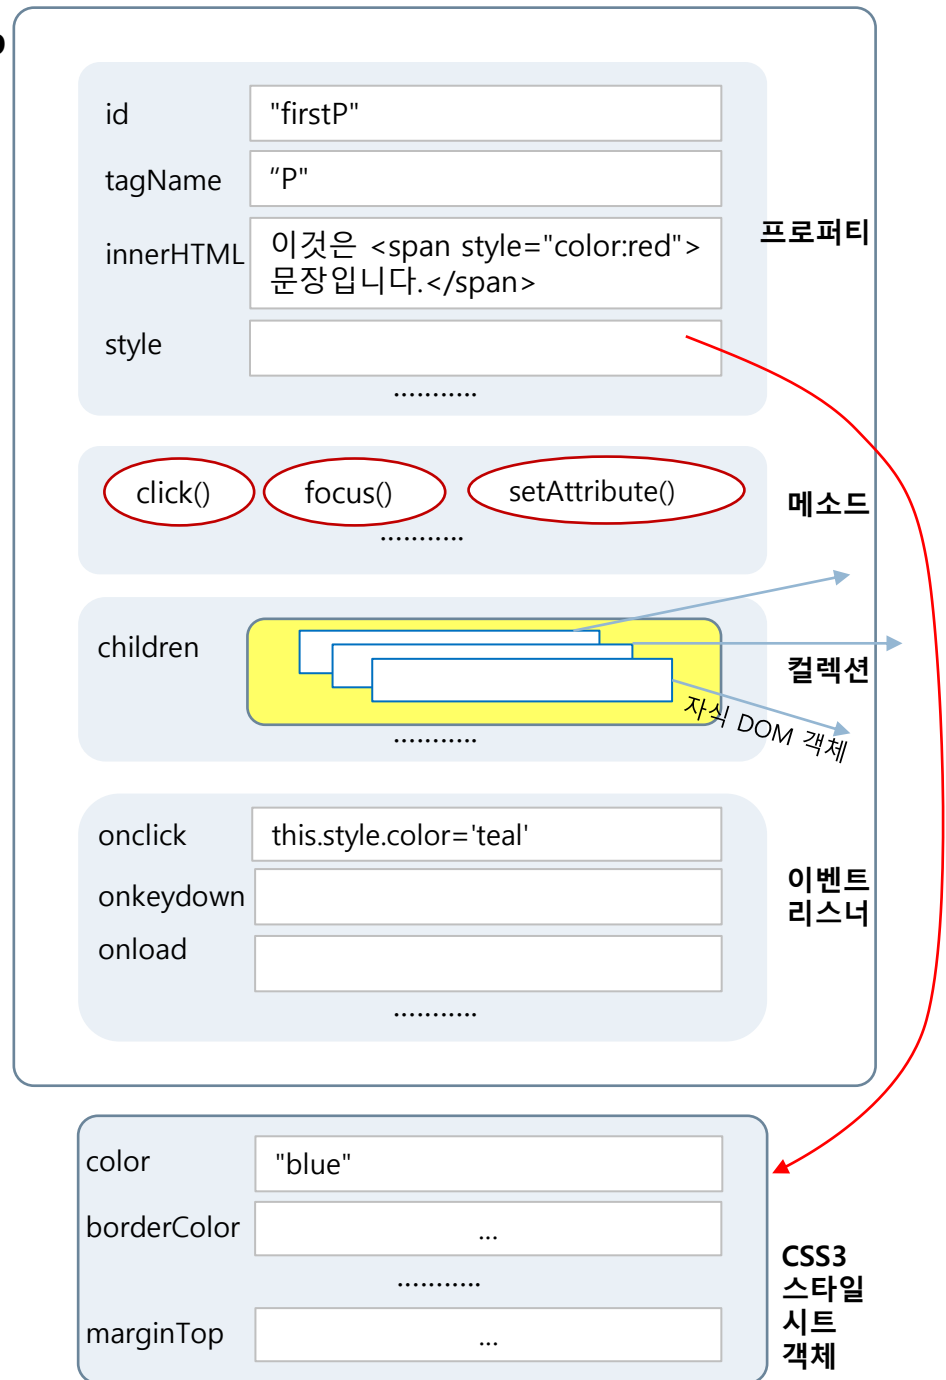 id
"firstP"
tagName
“P"
innerHTML
이것은 <span style="color:red">
문장입니다.</span>
프로퍼티
style
...........
click()
focus()
setAttribute()
메소드
...........
children
컬렉션
자식 DOM 객체
...........
onclick
this.style.color='teal'
onkeydown
이벤트
리스너
onload
...........
color
"blue"
borderColor
...
...........
marginTop
...
CSS3
스타일
시트
객체